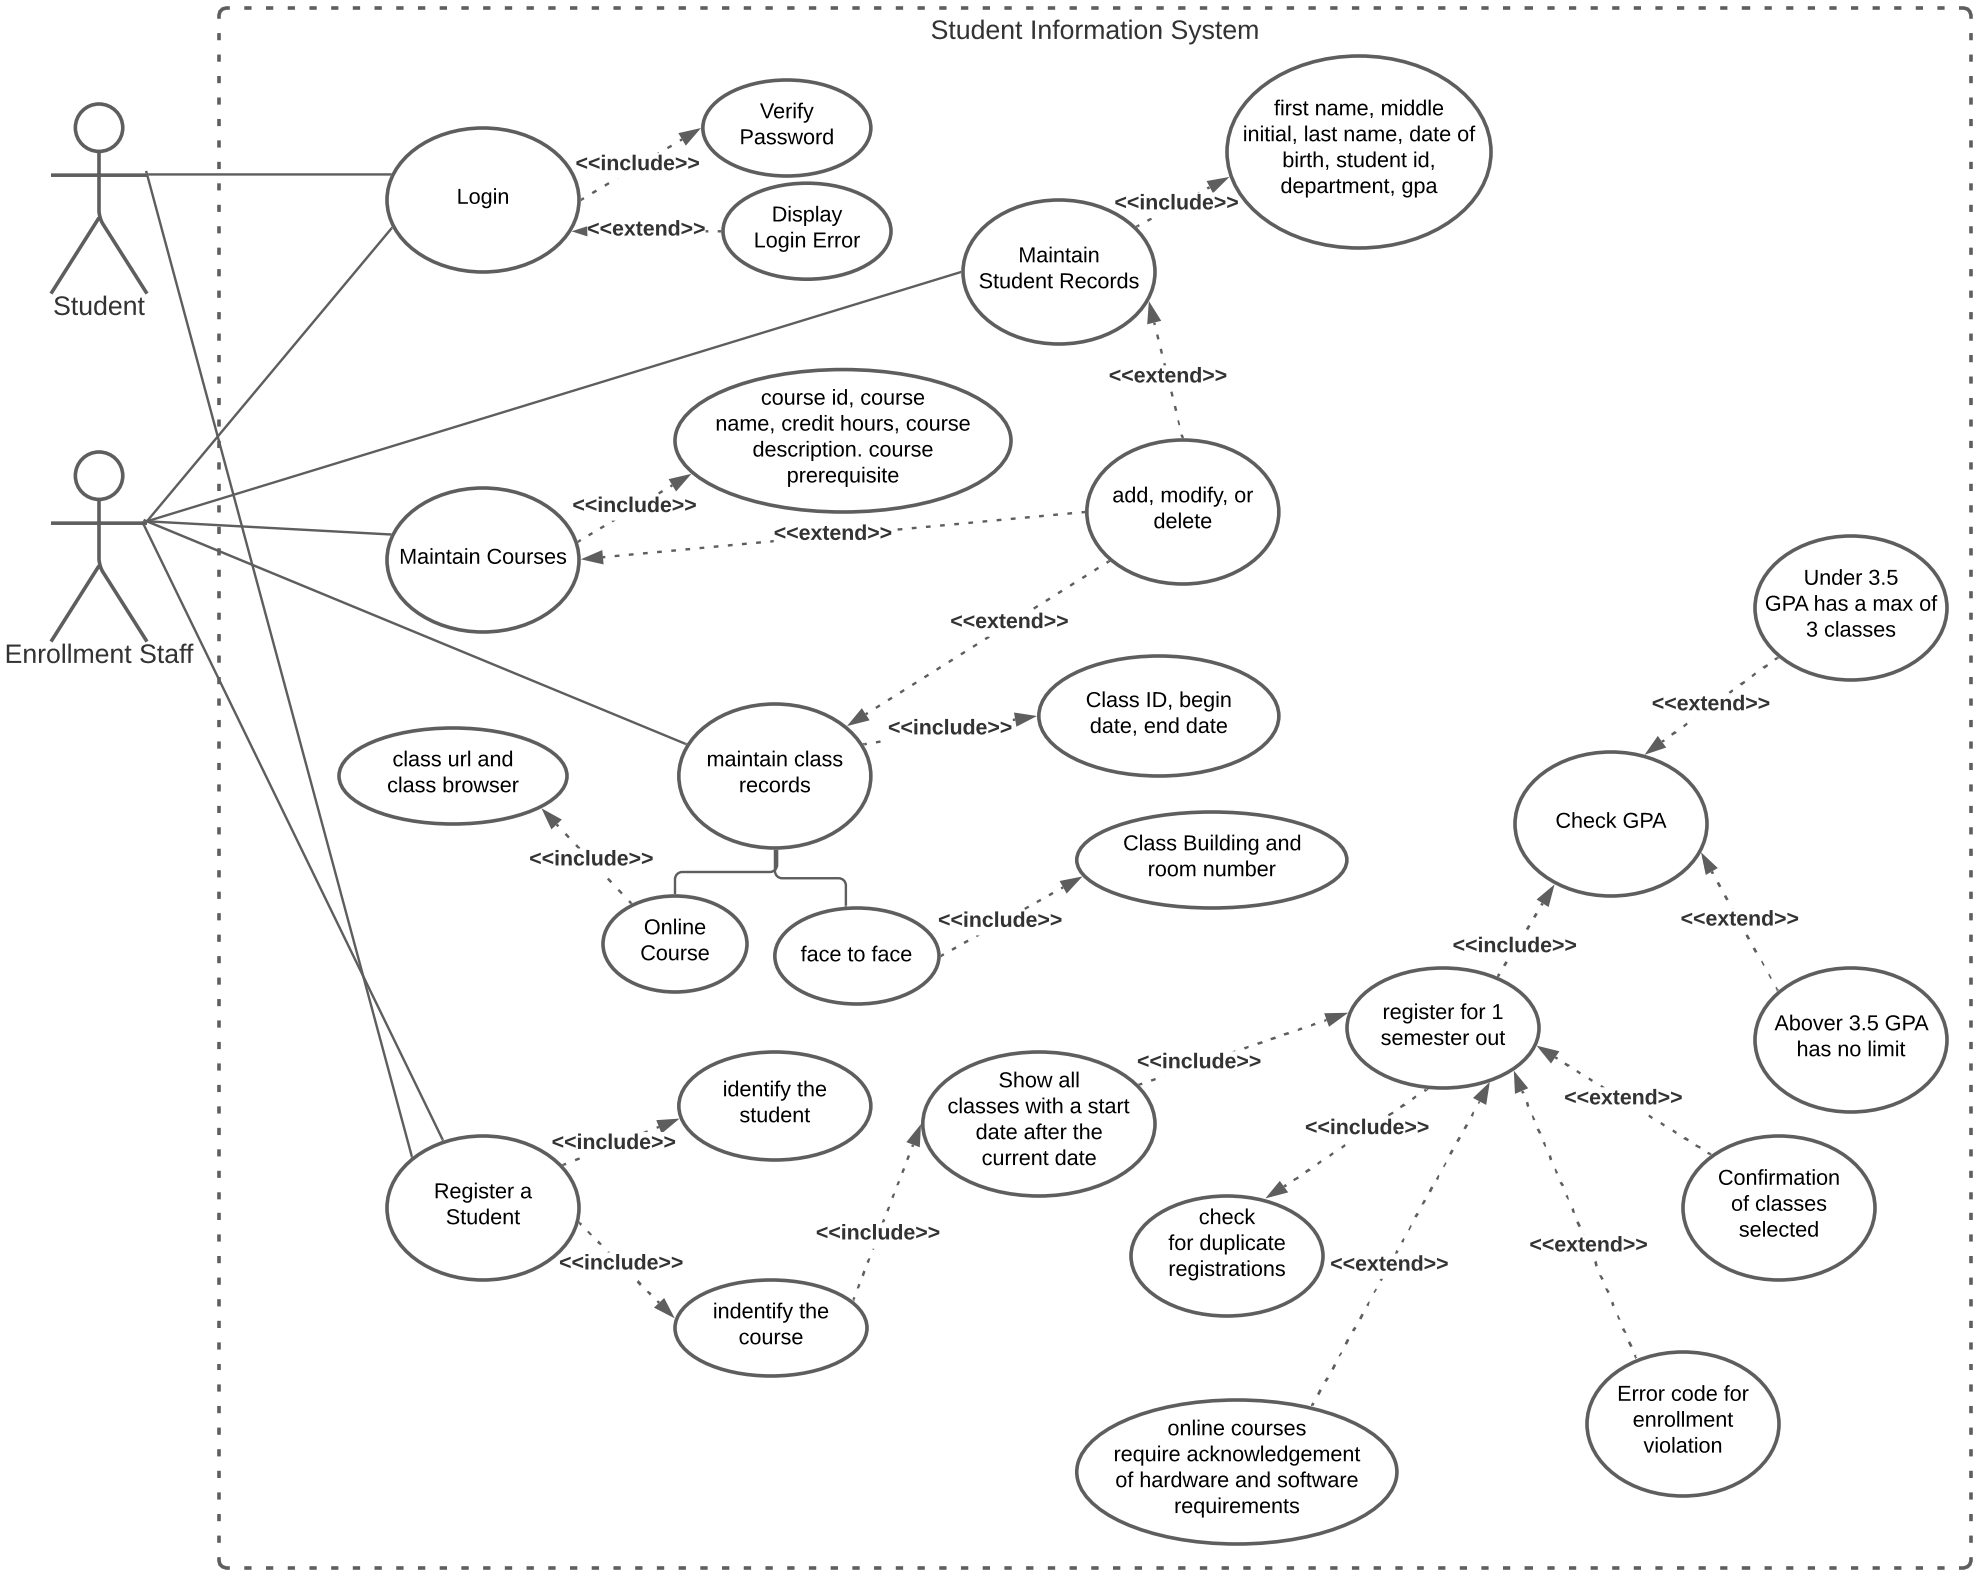 Student Information System
Student
Enrollment Staff
Login
<<include>>
Verify
Password
<<extend>>
Display
Login Error
Maintain
Student Records
<<include>>
first name, middle
initial, last name, date of
birth, student id,
department, gpa
<<extend>>
course id, course
name, credit hours, course
description. course
prerequisite
<<include>>
Maintain Courses
<<extend>>
add, modify, or
delete
<<extend>>
Under 3.5
GPA has a max of
3 classes
<<extend>>
maintain class
records
<<include>>
Class ID, begin
date, end date
class url and
class browser
<<include>>
Online
Course
face to face
<<include>>
Class Building and
room number
Check GPA
<<extend>>
<<include>>
Abover 3.5 GPA
has no limit
register for 1
semester out
<<include>>
Show all
classes with a start
date after the
current date
<<include>>
identify the
student
<<include>>
Register a
Student
<<include>>
indentify the
course
<<include>>
check
for duplicate
registrations
<<extend>>
<<extend>>
<<extend>>
Confirmation
of classes
selected
Error code for
enrollment
violation
online courses
require acknowledgement
of hardware and software
requirements